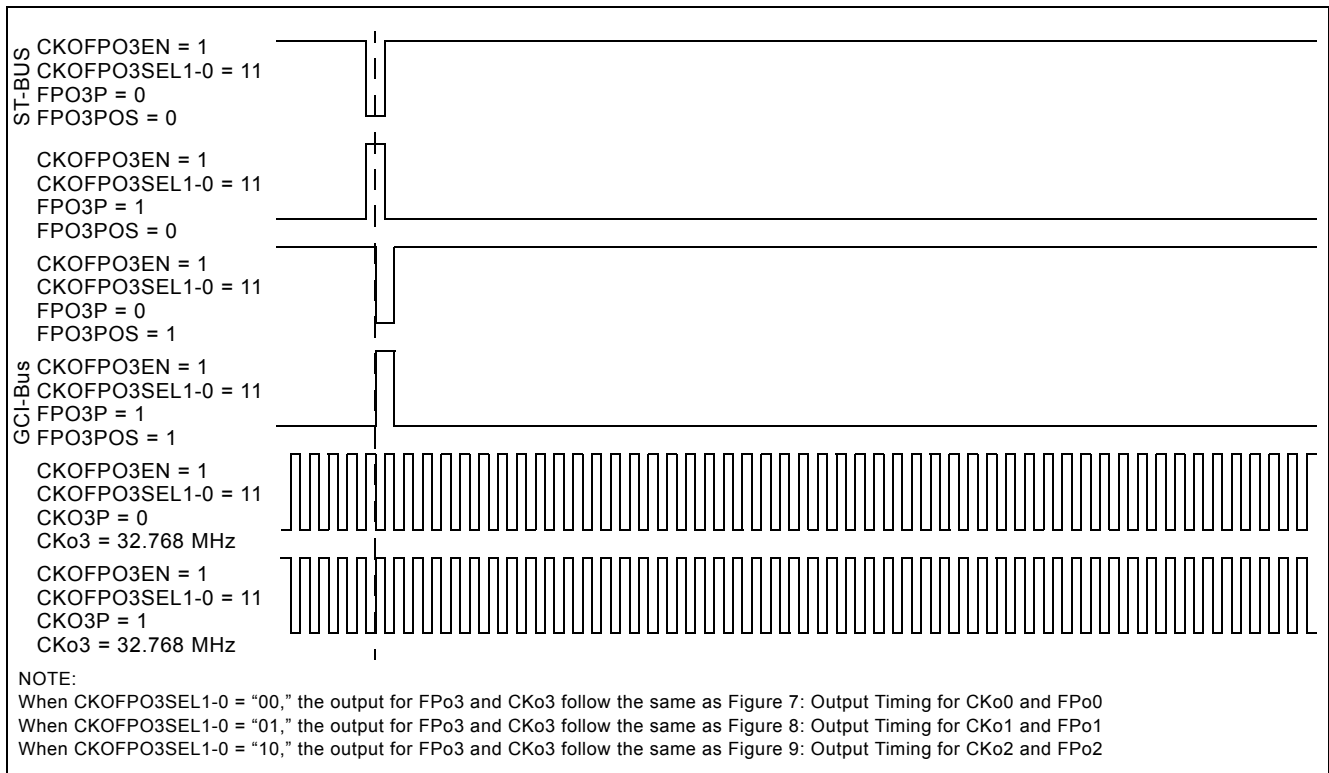 ST-BUS
CKOFPO3EN = 1
CKOFPO3SEL1-0 = 11
FPO3P = 0
FPO3POS = 0
CKOFPO3EN = 1
CKOFPO3SEL1-0 = 11
FPO3P = 1
FPO3POS = 0
CKOFPO3EN = 1
CKOFPO3SEL1-0 = 11
FPO3P = 0
FPO3POS = 1
GCI-Bus
CKOFPO3EN = 1
CKOFPO3SEL1-0 = 11
FPO3P = 1
FPO3POS = 1
CKOFPO3EN = 1
CKOFPO3SEL1-0 = 11
CKO3P = 0
CKo3 = 32.768 MHz
CKOFPO3EN = 1
CKOFPO3SEL1-0 = 11
CKO3P = 1
CKo3 = 32.768 MHz
NOTE:
When CKOFPO3SEL1-0 = “00,” the output for FPo3 and CKo3 follow the same as Figure 7: Output Timing for CKo0 and FPo0
When CKOFPO3SEL1-0 = “01,” the output for FPo3 and CKo3 follow the same as Figure 8: Output Timing for CKo1 and FPo1
When CKOFPO3SEL1-0 = “10,” the output for FPo3 and CKo3 follow the same as Figure 9: Output Timing for CKo2 and FPo2